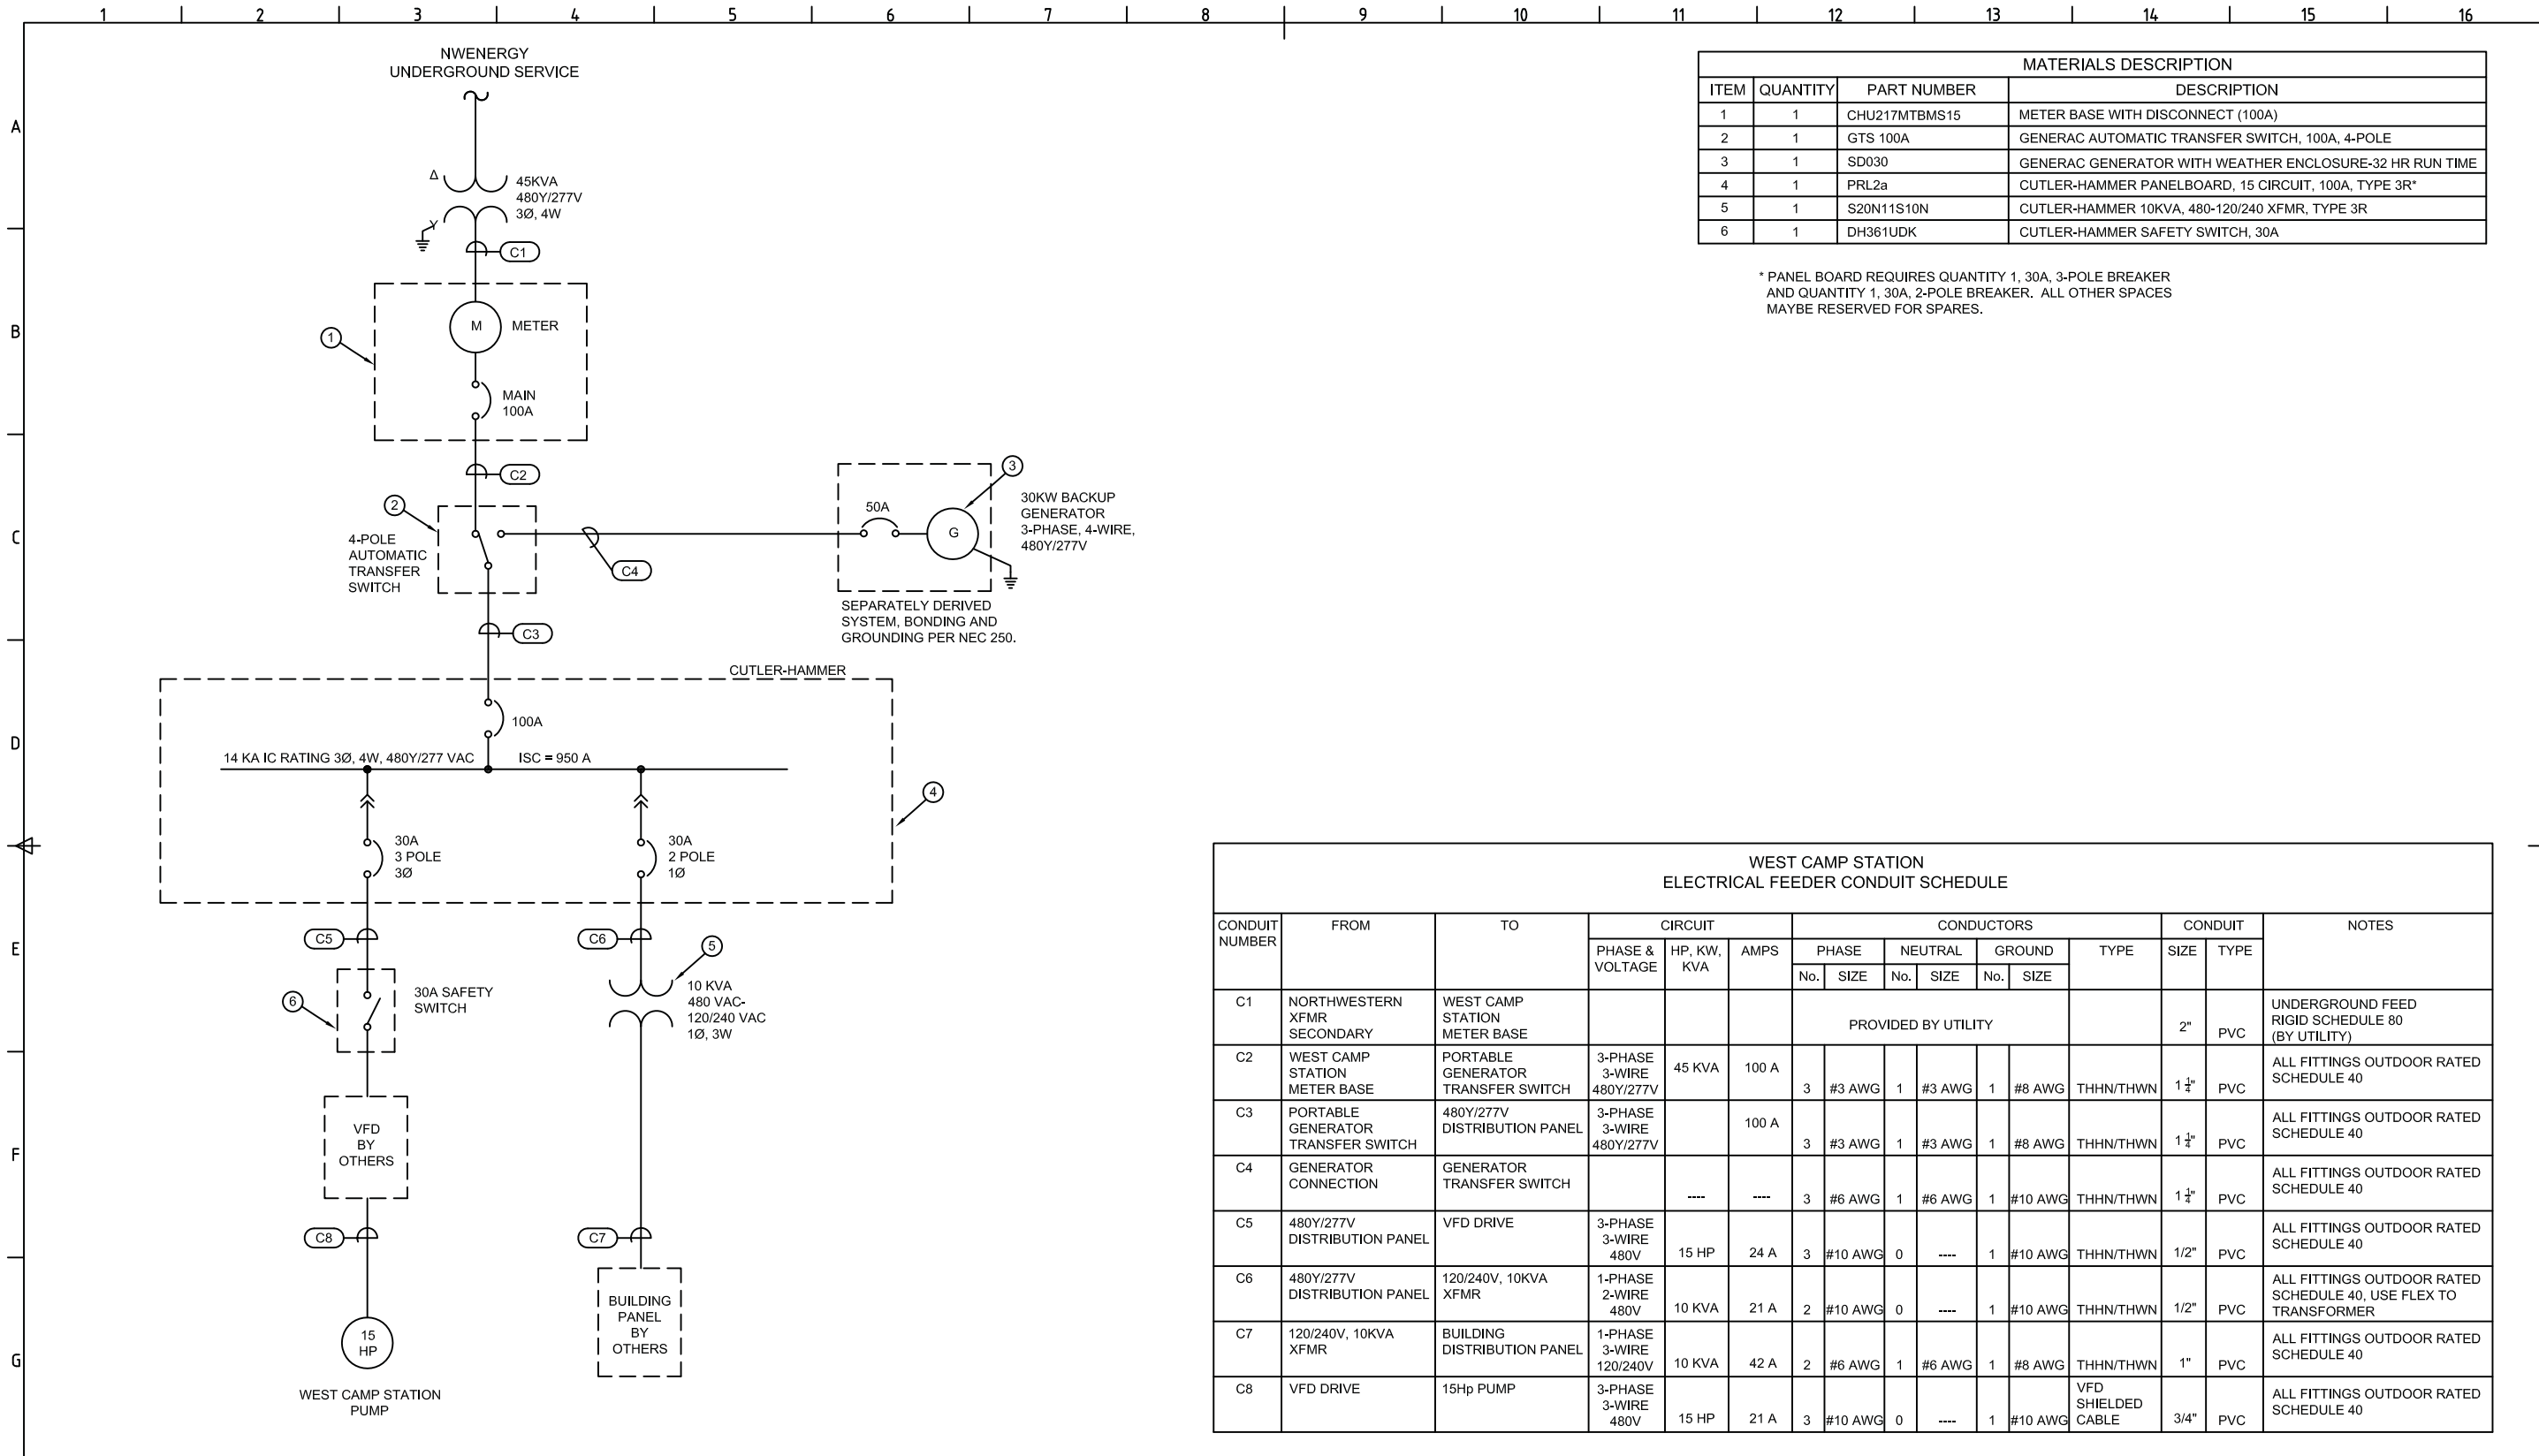 1 2 3 4 5 6 7 8 9 10 11 12 13 14 15 16
A
B
C
D
E
F
G
NWENERGY
UNDERGROUND SERVICE
Δ
Y
45KVA
480Y/277V
3Ø, 4W
C1
1
M
METER
MAIN
100A
C2
2
4-POLE
AUTOMATIC
TRANSFER
SWITCH
C4
50A
G
3
30KW BACKUP
GENERATOR
3-PHASE, 4-WIRE,
480Y/277V
SEPARATELY DERIVED
SYSTEM, BONDING AND
GROUNDING PER NEC 250.
C3
CUTLER-HAMMER
100A
14 KA IC RATING 3Ø, 4W, 480Y/277 VAC
ISC = 950 A
4
30A
3 POLE
3Ø
30A
2 POLE
1Ø
C5
C6
5
6
30A SAFETY
SWITCH
10 KVA
480 VAC-
120/240 VAC
1Ø, 3W
VFD
BY
OTHERS
C8
C7
15
HP
WEST CAMP STATION
PUMP
BUILDING
PANEL
BY
OTHERS
MATERIALS DESCRIPTION
ITEM QUANTITY PART NUMBER DESCRIPTION
1 1 CHU217MTBMS15 METER BASE WITH DISCONNECT (100A)
2 1 GTS 100A GENERAC AUTOMATIC TRANSFER SWITCH, 100A, 4-POLE
3 1 SD030 GENERAC GENERATOR WITH WEATHER ENCLOSURE-32 HR RUN TIME
4 1 PRL2a CUTLER-HAMMER PANELBOARD, 15 CIRCUIT, 100A, TYPE 3R*
5 1 S20N11S10N CUTLER-HAMMER 10KVA, 480-120/240 XFMR, TYPE 3R
6 1 DH361UDK CUTLER-HAMMER SAFETY SWITCH, 30A
* PANEL BOARD REQUIRES QUANTITY 1, 30A, 3-POLE BREAKER
AND QUANTITY 1, 30A, 2-POLE BREAKER. ALL OTHER SPACES
MAYBE RESERVED FOR SPARES.
WEST CAMP STATION
ELECTRICAL FEEDER CONDUIT SCHEDULE
CONDUIT FROM TO CIRCUIT CONDUCTORS CONDUIT NOTES
NUMBER
PHASE & HP, KW, AMPS PHASE NEUTRAL GROUND TYPE SIZE TYPE
VOLTAGE KVA
No. SIZE No. SIZE No. SIZE
C1 NORTHWESTERN WEST CAMP UNDERGROUND FEED
XFMR STATION PROVIDED BY UTILITY 2" PVC RIGID SCHEDULE 80
SECONDARY METER BASE (BY UTILITY)
C2 WEST CAMP PORTABLE 3-PHASE 45 KVA 100 A ALL FITTINGS OUTDOOR RATED
STATION GENERATOR 3-WIRE SCHEDULE 40
METER BASE TRANSFER SWITCH 480Y/277V 3 #3 AWG 1 #3 AWG 1 #8 AWG THHN/THWN 1 1/4" PVC
C3 PORTABLE 480Y/277V 3-PHASE 100 A ALL FITTINGS OUTDOOR RATED
GENERATOR DISTRIBUTION PANEL 3-WIRE SCHEDULE 40
TRANSFER SWITCH 480Y/277V 3 #3 AWG 1 #3 AWG 1 #8 AWG THHN/THWN 1 1/4" PVC
C4 GENERATOR GENERATOR ALL FITTINGS OUTDOOR RATED
CONNECTION TRANSFER SWITCH SCHEDULE 40
---- ---- 3 #6 AWG 1 #6 AWG 1 #10 AWG THHN/THWN 1 1/4" PVC
C5 480Y/277V VFD DRIVE 3-PHASE ALL FITTINGS OUTDOOR RATED
DISTRIBUTION PANEL 3-WIRE SCHEDULE 40
480V 15 HP 24 A 3 #10 AWG 0 ---- 1 #10 AWG THHN/THWN 1/2" PVC
C6 480Y/277V 120/240V, 10KVA 1-PHASE ALL FITTINGS OUTDOOR RATED
DISTRIBUTION PANEL XFMR 2-WIRE SCHEDULE 40, USE FLEX TO
480V 10 KVA 21 A 2 #10 AWG 0 ---- 1 #10 AWG THHN/THWN 1/2" PVC TRANSFORMER
C7 120/240V, 10KVA BUILDING 1-PHASE ALL FITTINGS OUTDOOR RATED
XFMR DISTRIBUTION PANEL 3-WIRE SCHEDULE 40
120/240V 10 KVA 42 A 2 #6 AWG 1 #6 AWG 1 #8 AWG THHN/THWN 1" PVC
C8 VFD DRIVE 15Hp PUMP 3-PHASE VFD ALL FITTINGS OUTDOOR RATED
3-WIRE SHIELDED SCHEDULE 40
480V 15 HP 21 A 3 #10 AWG 0 ---- 1 #10 AWG CABLE 3/4" PVC